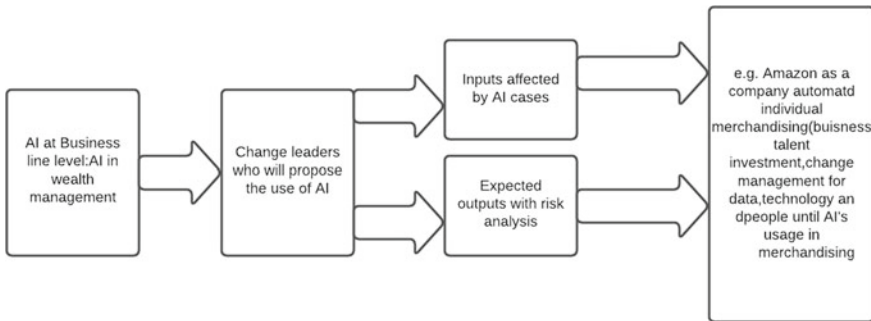 AI at Business
line level:AI in
wealth
management
Change leaders
who will propose
the use of AI
Inputs affected
by AI cases
Expected
outputs with risk
analysis
e.g. Amazon as a
company automatd
individual
merchandising(buisness
talent
investment,change
management for
data,technology an
dpeople until AI's
usage in
merchandising